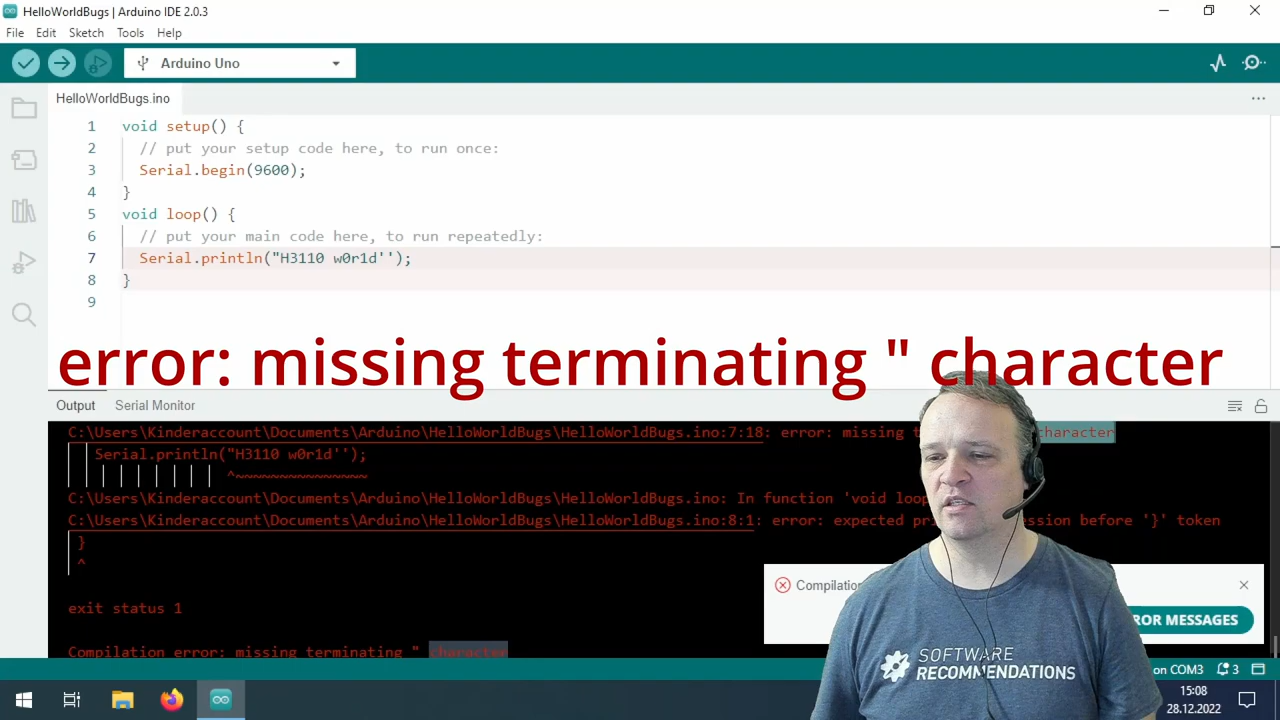 HelloWorldBugs | Arduino IDE 2.0.3
File Edit Sketch Tools Help
Arduino Uno
HelloWorldBugs.ino
1 void setup() {
2 // put your setup code here, to run once:
3 Serial.begin(9600);
4 }
5 void loop() {
6 // put your main code here, to run repeatedly:
7 Serial.println("H3110 w0r1d'');
8 }
9
error: missing terminating " character
Output Serial Monitor
C:\Users\Kinderaccount\Documents\Arduino\HelloWorldBugs\HelloWorldBugs.ino:7:18: error: missing character
Serial.println("H3110 w0r1d'');
^~~~~~~~~~~~~~~~
C:\Users\Kinderaccount\Documents\Arduino\HelloWorldBugs\HelloWorldBugs.ino: In function 'void loop
C:\Users\Kinderaccount\Documents\Arduino\HelloWorldBugs\HelloWorldBugs.ino:8:1: error: expected before '}' token
}
^
exit status 1
Compilation error: missing terminating " character
MESSAGES
SOFTWARE
RECOMMENDATIONS
on COM3 3
15:08
28.12.2022